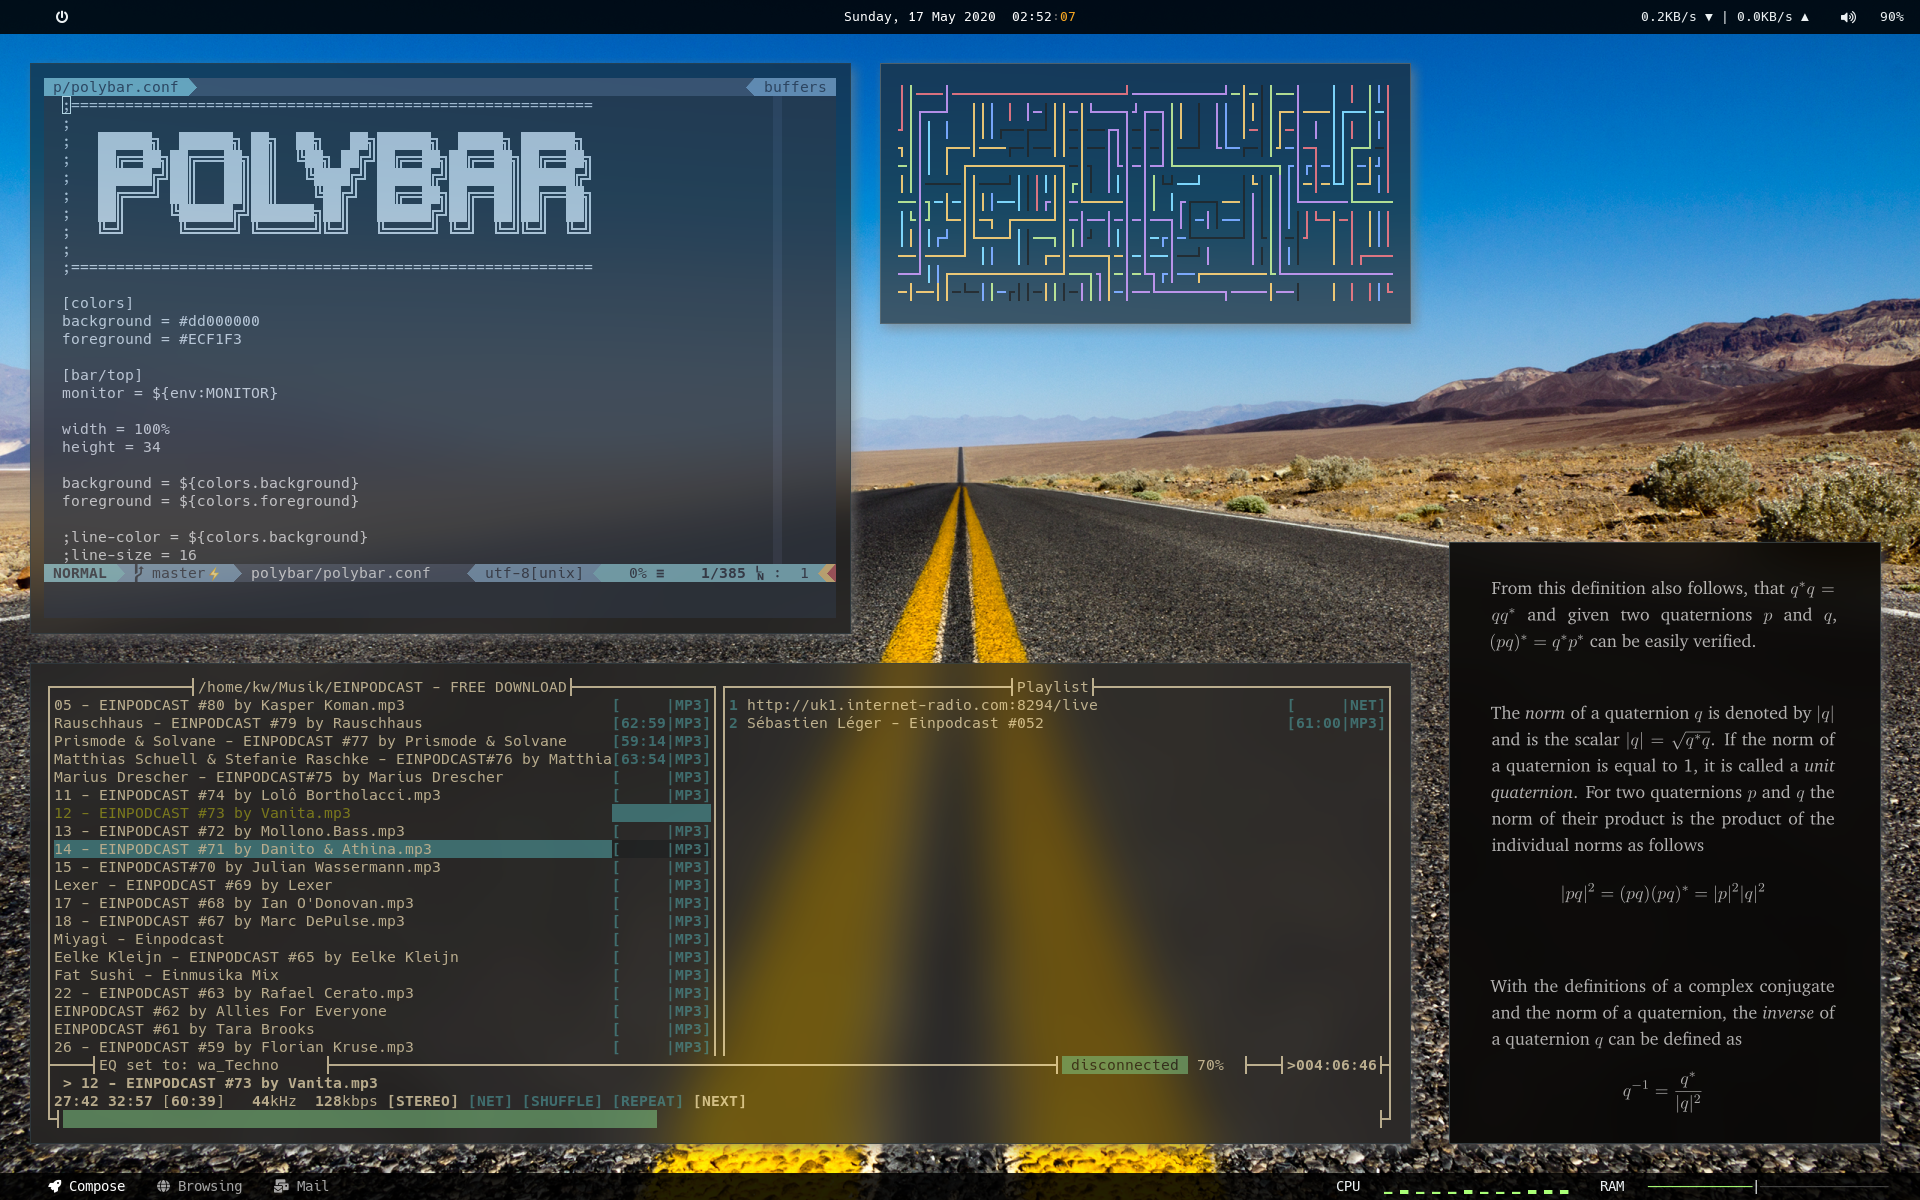 Sunday, 17 May 2020 02:52:07
0.2KB/s ▼ | 0.0KB/s ▲ 90%
p/polybar.conf buffers
;==========================================================
;
; POLYBAR
;
;
;
;
;
;
;==========================================================
[colors]
background = #dd000000
foreground = #ECF1F3
[bar/top]
monitor = ${env:MONITOR}
width = 100%
height = 34
background = ${colors.background}
foreground = ${colors.foreground}
;line-color = ${colors.background}
;line-size = 16
NORMAL master⚡ polybar/polybar.conf utf-8[unix] 0% ≡ 1/385 LN : 1
/home/kw/Musik/EINPODCAST - FREE DOWNLOAD
05 - EINPODCAST #80 by Kasper Koman.mp3 [ |MP3]
Rauschhaus - EINPODCAST #79 by Rauschhaus [62:59|MP3]
Prismode & Solvane - EINPODCAST #77 by Prismode & Solvane [59:14|MP3]
Matthias Schuell & Stefanie Raschke - EINPODCAST#76 by Matthia[63:54|MP3]
Marius Drescher - EINPODCAST#75 by Marius Drescher [ |MP3]
11 - EINPODCAST #74 by Lolô Bortholacci.mp3 [ |MP3]
12 - EINPODCAST #73 by Vanita.mp3
13 - EINPODCAST #72 by Mollono.Bass.mp3 [ |MP3]
14 - EINPODCAST #71 by Danito & Athina.mp3 [ |MP3]
15 - EINPODCAST#70 by Julian Wassermann.mp3 [ |MP3]
Lexer - EINPODCAST #69 by Lexer [ |MP3]
17 - EINPODCAST #68 by Ian O'Donovan.mp3 [ |MP3]
18 - EINPODCAST #67 by Marc DePulse.mp3 [ |MP3]
Miyagi - Einpodcast [ |MP3]
Eelke Kleijn - EINPODCAST #65 by Eelke Kleijn [ |MP3]
Fat Sushi - Einmusika Mix [ |MP3]
22 - EINPODCAST #63 by Rafael Cerato.mp3 [ |MP3]
EINPODCAST #62 by Allies For Everyone [ |MP3]
EINPODCAST #61 by Tara Brooks [ |MP3]
26 - EINPODCAST #59 by Florian Kruse.mp3 [ |MP3]
Playlist
1 http://uk1.internet-radio.com:8294/live [ |NET]
2 Sébastien Léger - Einpodcast #052 [61:00|MP3]
EQ set to: wa_Techno disconnected 70% >004:06:46
> 12 - EINPODCAST #73 by Vanita.mp3
27:42 32:57 [60:39] 44kHz 128kbps [STEREO] [NET] [SHUFFLE] [REPEAT] [NEXT]
From this definition also follows, that q*q =
qq* and given two quaternions p and q,
(pq)* = q*p* can be easily verified.
The norm of a quaternion q is denoted by |q|
and is the scalar |q| = √q*q. If the norm of
a quaternion is equal to 1, it is called a unit
quaternion. For two quaternions p and q the
norm of their product is the product of the
individual norms as follows
|pq|² = (pq)(pq)* = |p|²|q|²
With the definitions of a complex conjugate
and the norm of a quaternion, the inverse of
a quaternion q can be defined as
q⁻¹ = q*/|q|²
Compose Browsing Mail CPU RAM